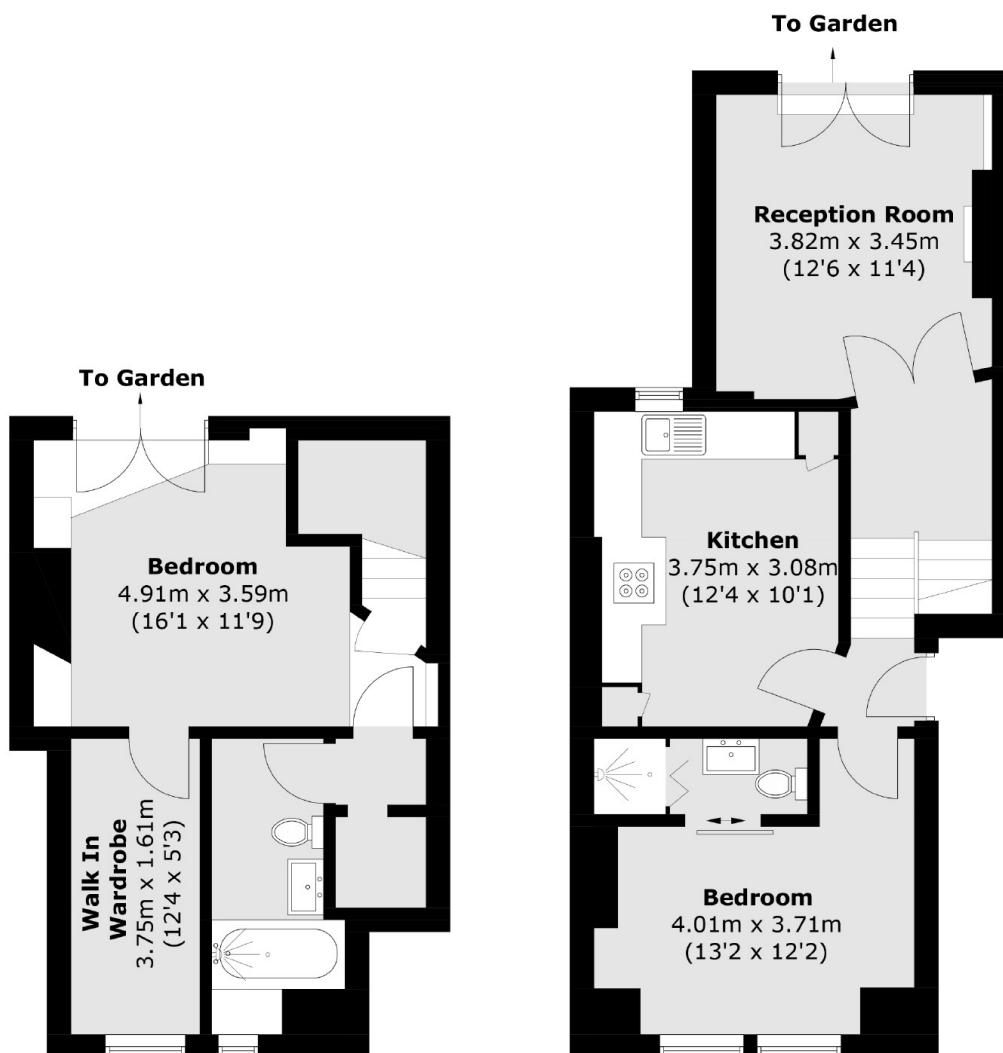 To Garden
Bedroom
4.91m x 3.59m
(16'1 x 11'9)
Walk In
Wardrobe
3.75m x 1.61m
(12'4 x 5'3)
To Garden
Reception Room
3.82m x 3.45m
(12'6 x 11'4)
Kitchen
3.75m x 3.08m
(12'4 x 10'1)
Bedroom
4.01m x 3.71m
(13'2 x 12'2)